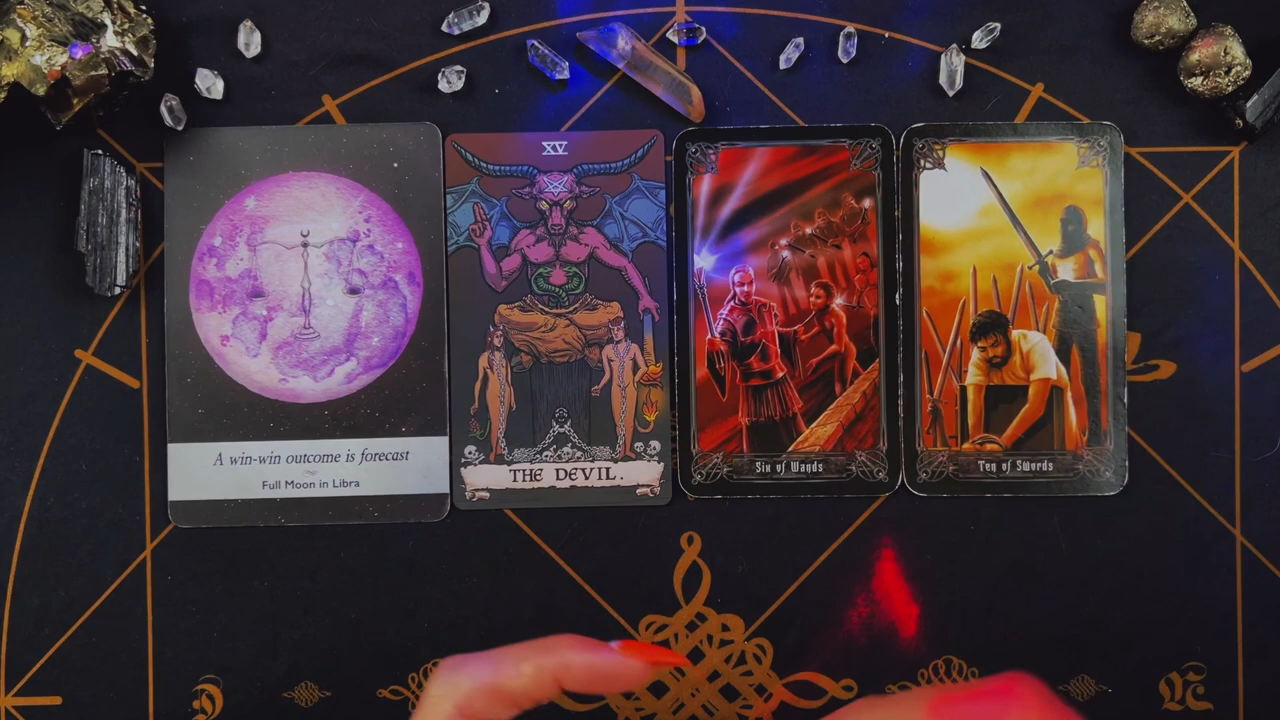 A win-win outcome is forecast
Full Moon in Libra
XV
THE DEVIL.
Six of Wands
Ten of Swords